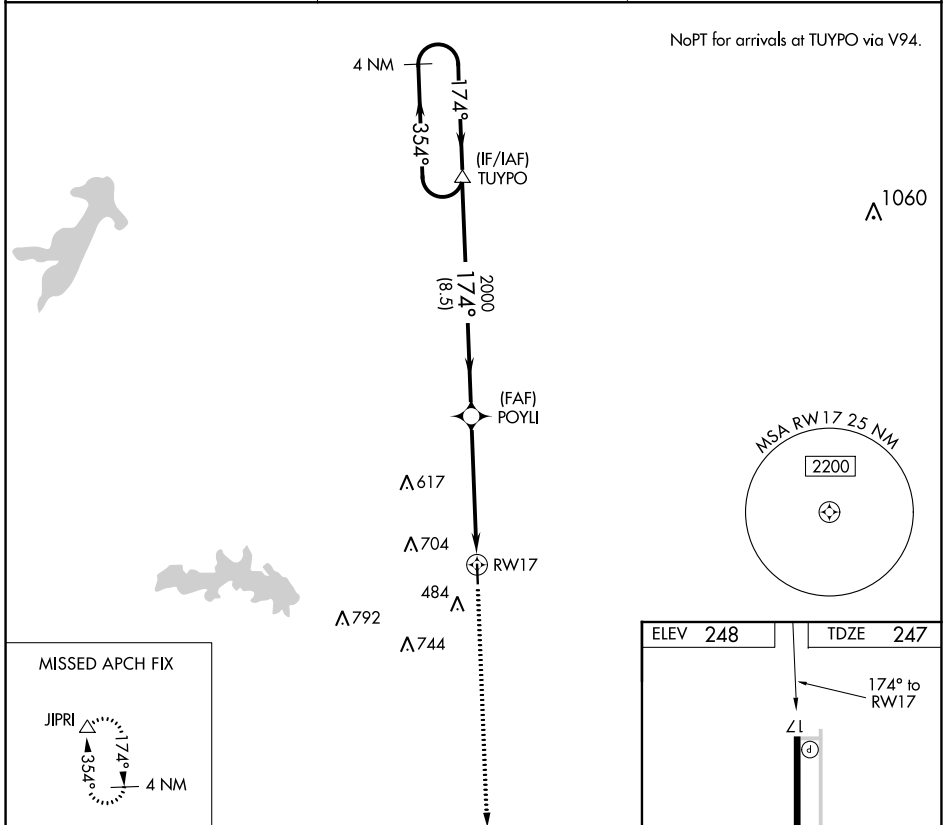 NoPT for arrivals at TUYPO via V94.
4 NM
174°
354°
(IF/IAF)
TUYPO
1060
2000
174°
(8.5)
(FAF)
POYLI
MSA RW17 25 NM
2200
617
704
RW17
484
792
744
ELEV 248
TDZE 247
174° to
RW17
17
P
MISSED APCH FIX
JIPRI
174°
354°
4 NM